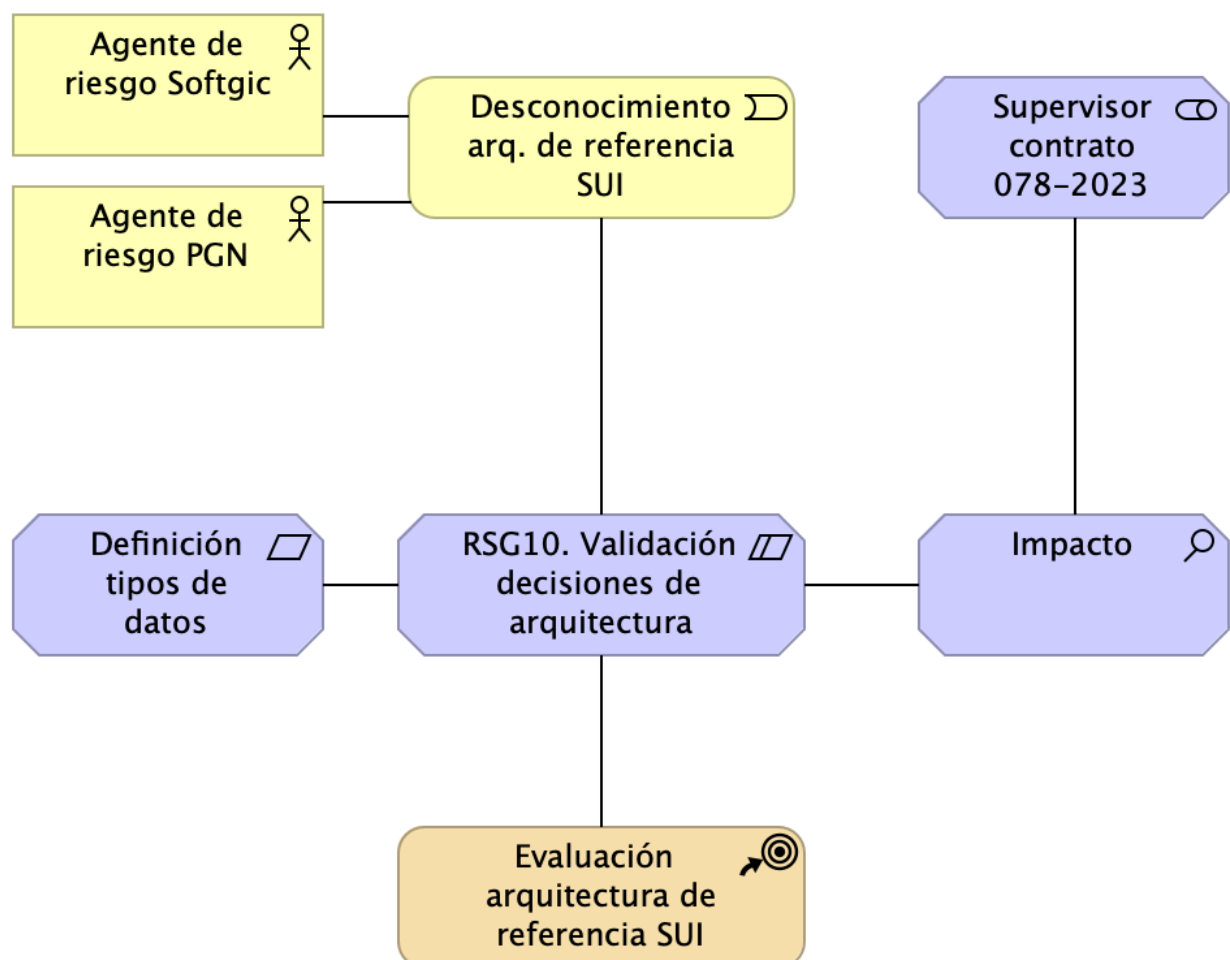 Agente de
riesgo Softgic
Desconocimiento
arq. de referencia
SUI
Supervisor
contrato
078-2023
Agente de
riesgo PGN
Definición
tipos de
datos
RSG10. Validación
decisiones de
arquitectura
Impacto
Evaluación
arquitectura de
referencia SUI